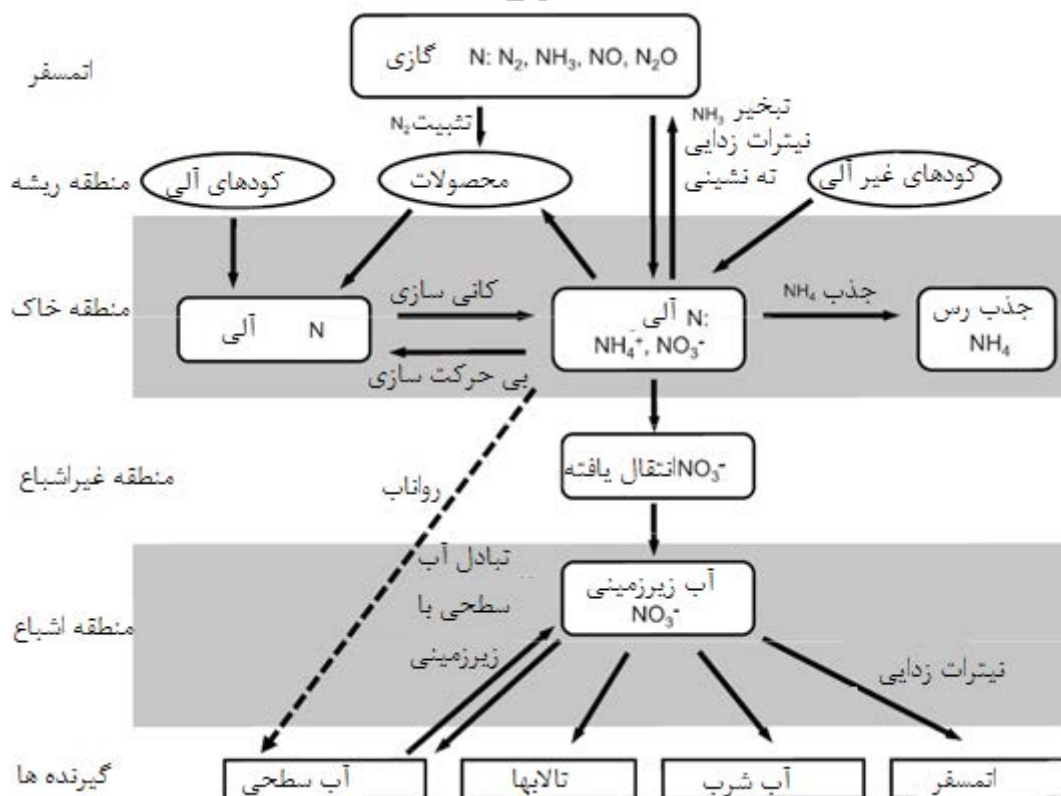 اتمسفر
گازی N: N₂, NH₃, NO, N₂O
تثبیت N₂
تبخیر NH₃
نیترات زدایی
ته نشینی
منطقه ریشه
کودهای آلی
محصولات
کودهای غیر آلی
منطقه خاک
آلی N
کانی سازی
بی حرکت سازی
آلی N:
NH₄⁺, NO₃⁻
جذب NH₄
جذب رس
NH₄
منطقه غیراشباع
رواناب
NO₃⁻انتقال یافته
منطقه اشباع
تبادل آب
سطحی با
زیرزمینی
آب زیرزمینی
NO₃⁻
نیترات زدایی
گیرنده ها
آب سطحی
تالابها
آب شرب
اتمسفر